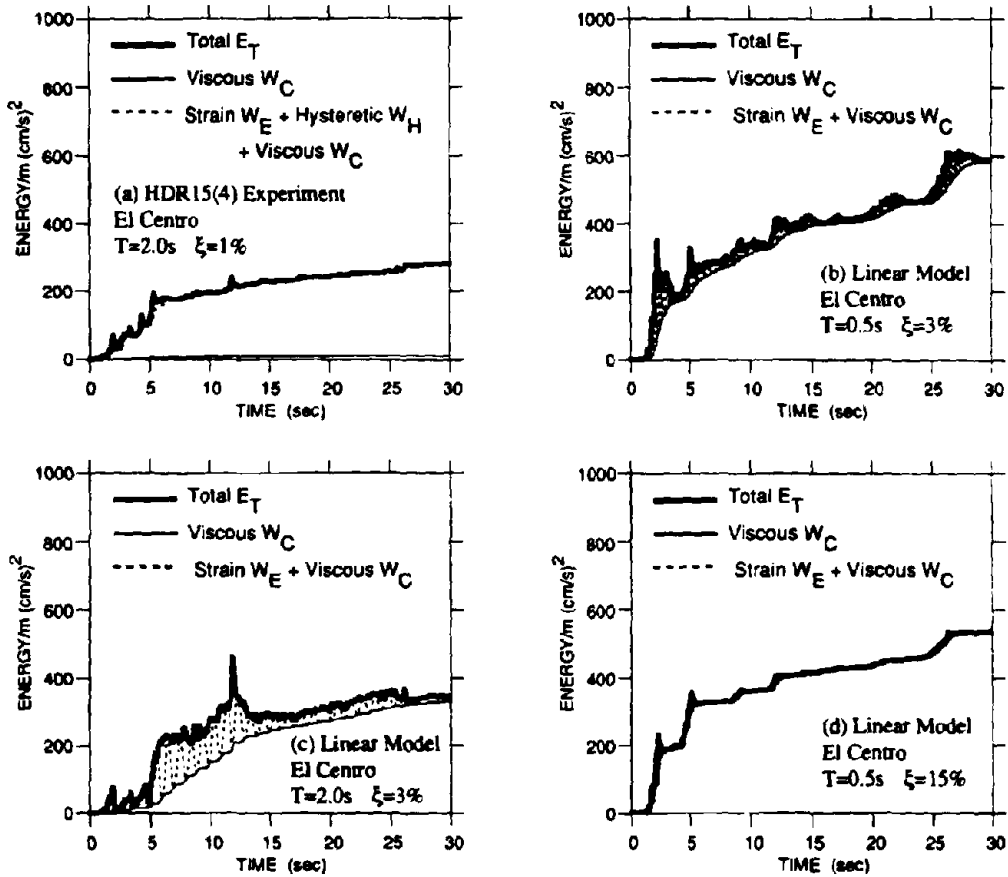 1000
800
600
400
200
0
ENERGY/m (cm/s)2
Total ET
Viscous WC
Strain WE + Hysteretic WH
+ Viscous WC
(a) HDR15(4) Experiment
El Centro
T=2.0s ξ=1%
0 5 10 15 20 25 30
TIME (sec)
1000
800
600
400
200
0
ENERGY/m (cm/s)2
Total ET
Viscous WC
Strain WE + Viscous WC
(b) Linear Model
El Centro
T=0.5s ξ=3%
0 5 10 15 20 25 30
TIME (sec)
1000
800
600
400
200
0
ENERGY/m (cm/s)2
Total ET
Viscous WC
Strain WE + Viscous WC
(c) Linear Model
El Centro
T=2.0s ξ=3%
0 5 10 15 20 25 30
TIME (sec)
1000
800
600
400
200
0
ENERGY/m (cm/s)2
Total ET
Viscous WC
Strain WE + Viscous WC
(d) Linear Model
El Centro
T=0.5s ξ=15%
0 5 10 15 20 25 30
TIME (sec)